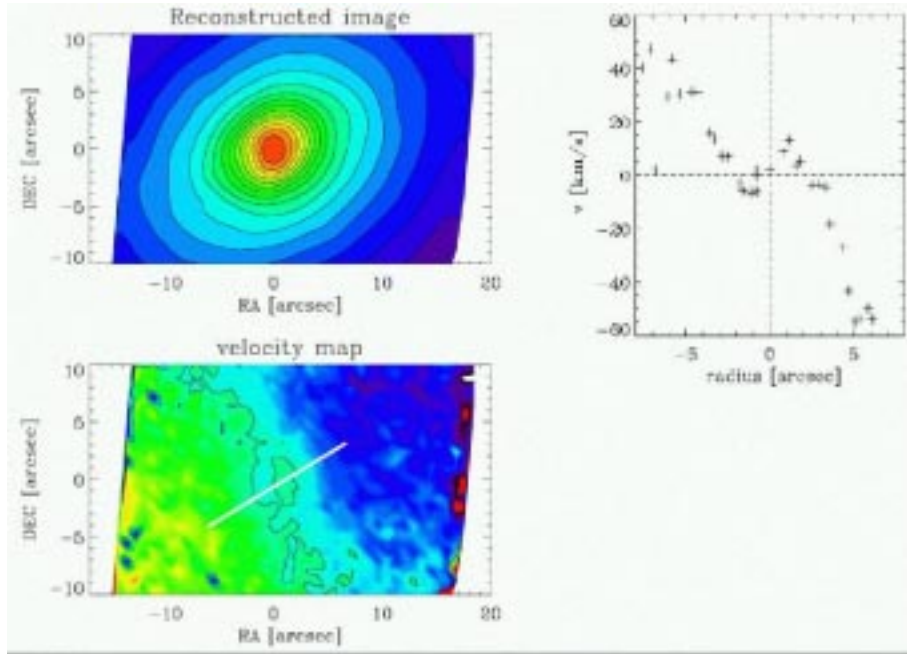 Reconstructed image
10
5
0
−5
−10
DEC [arcsec]
−10 0 10 20
RA [arcsec]
velocity map
10
5
0
−5
−10
DEC [arcsec]
−10 0 10 20
RA [arcsec]
60
40
20
0
−20
−40
−60
v [km/s]
−5 0 5
radius [arcsec]